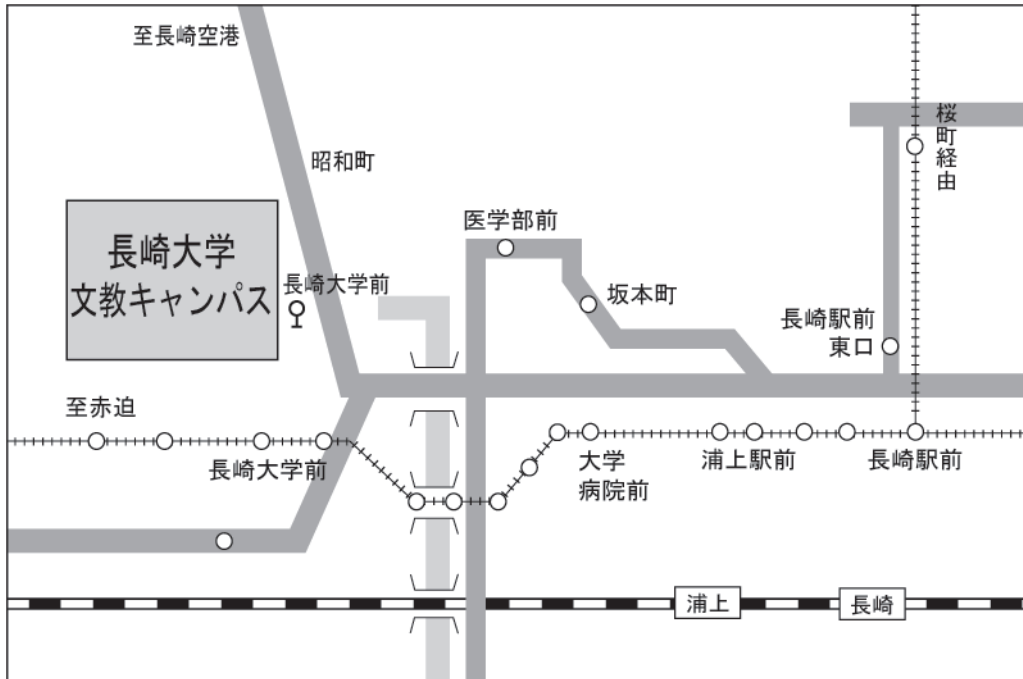 至長崎空港
昭和町
桜町経由
長崎大学
文教キャンパス
医学部前
長崎大学前
坂本町
長崎駅前
東口
至赤迫
長崎大学前
大学
病院前
浦上駅前
長崎駅前
浦上
長崎